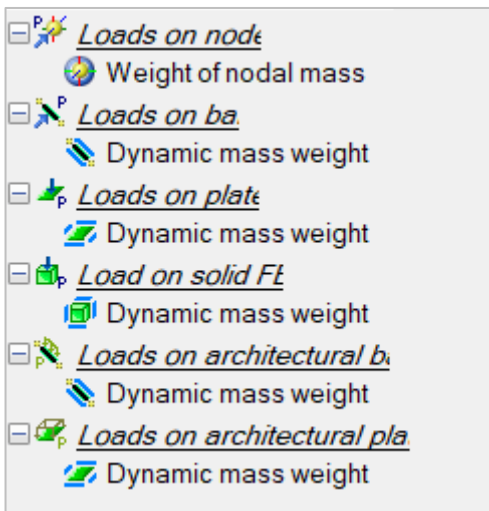 Loads on node
Weight of nodal mass
Loads on ba
Dynamic mass weight
Loads on plate
Dynamic mass weight
Load on solid FE
Dynamic mass weight
Loads on architectural ba
Dynamic mass weight
Loads on architectural pla
Dynamic mass weight